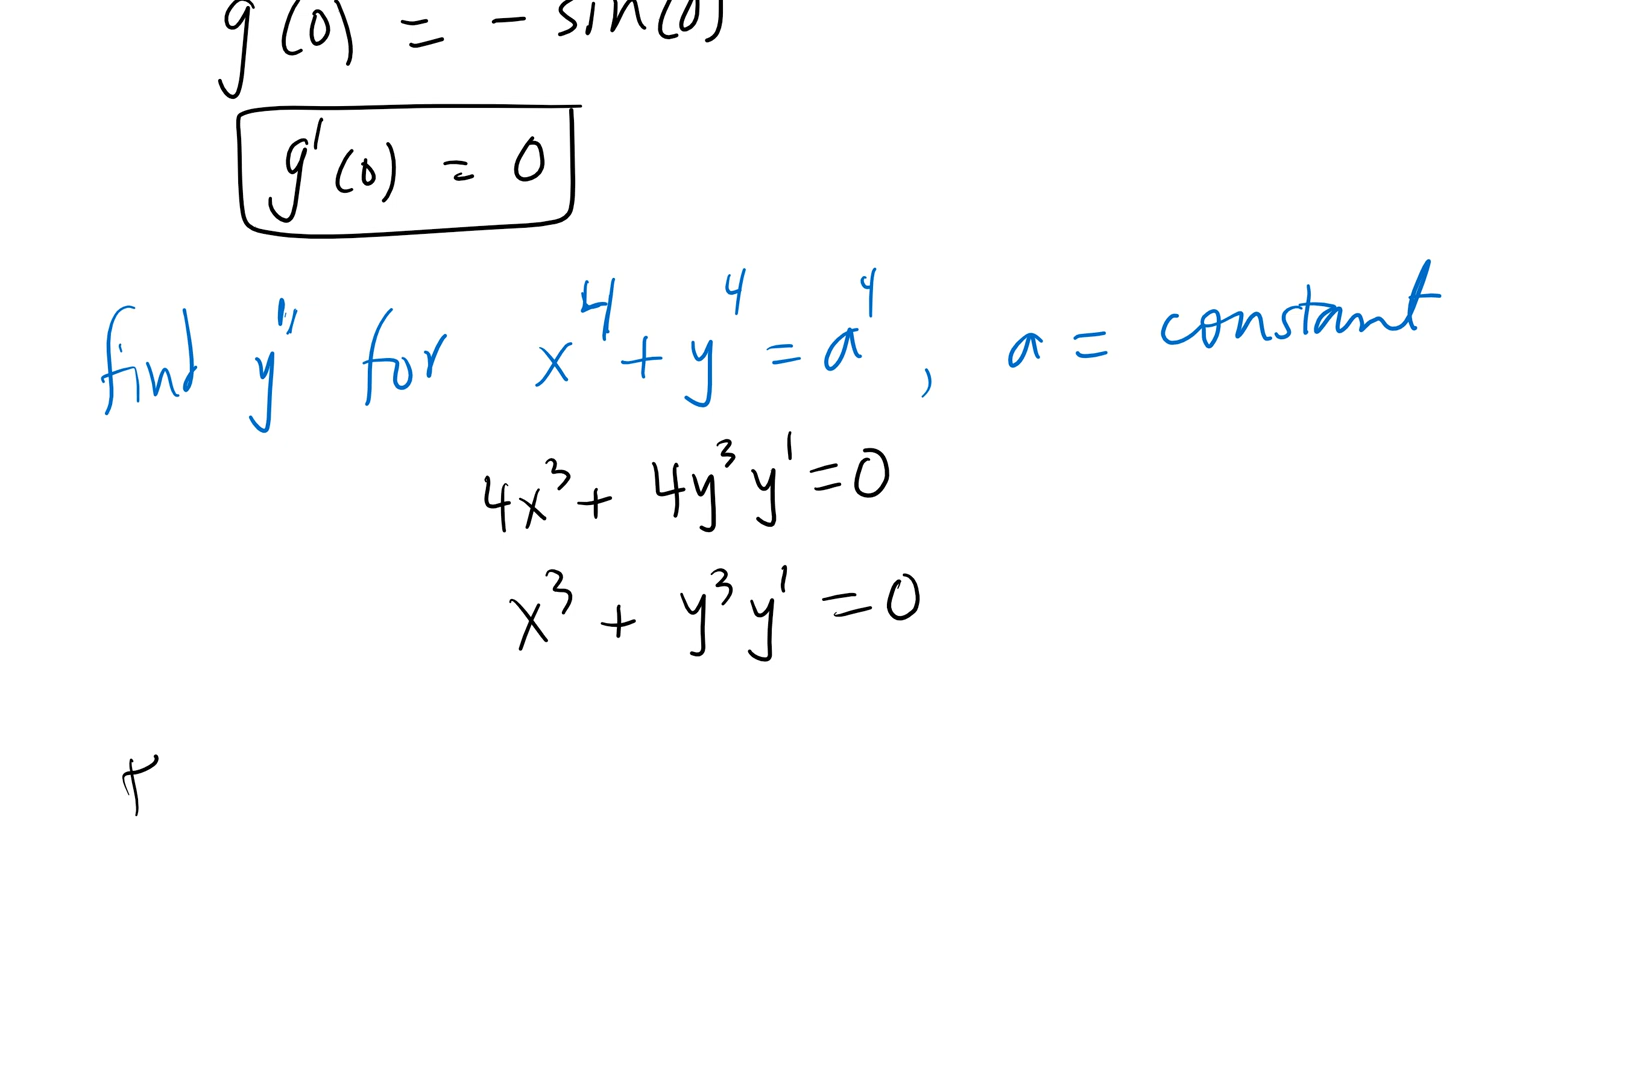 g(0) = - sin(0)
g'(0) = 0
find y'' for x⁴ + y⁴ = a⁴, a = constant
4x³ + 4y³y' = 0
x³ + y³y' = 0